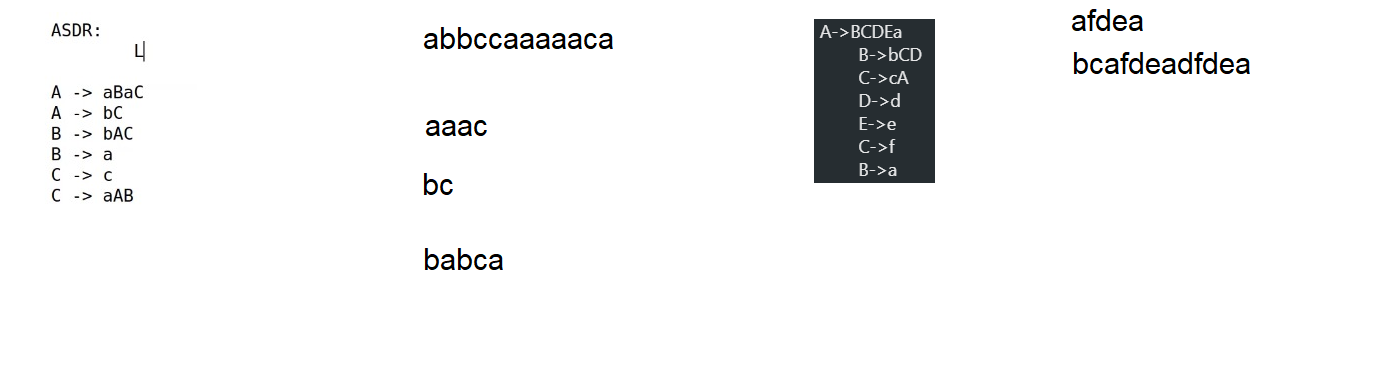 ASDR:
L
A -> aBaC
A -> bC
B -> bAC
B -> a
C -> c
C -> aAB
abbccaaaaaca
aaac
bc
babca
A->BCDEa
B->bCD
C->cA
D->d
E->e
C->f
B->a
afdea
bcafdeadfdea